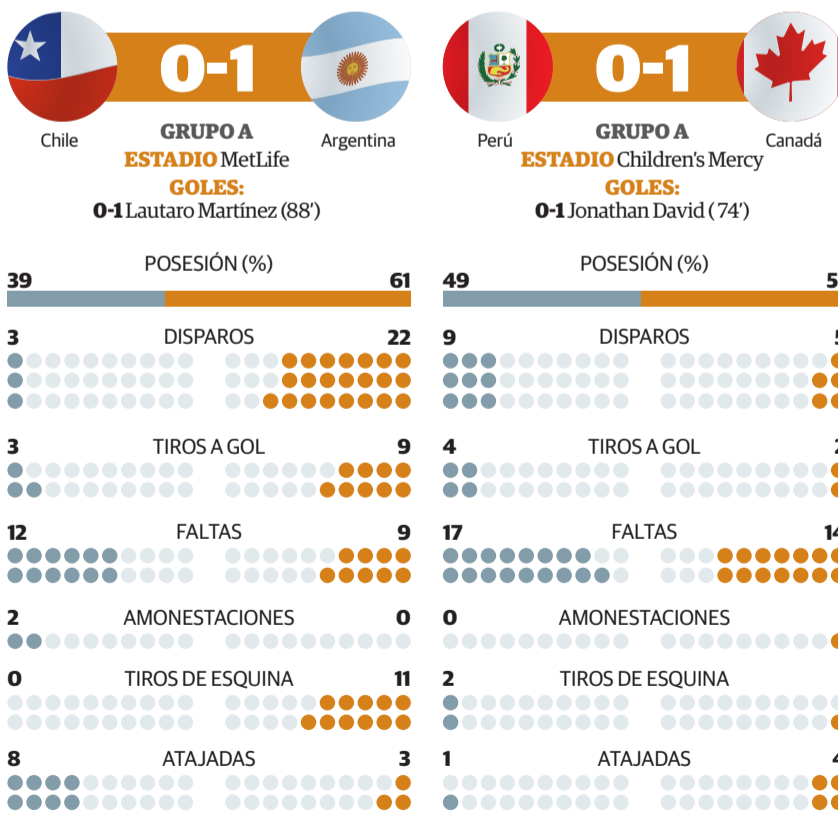 0-1
Chile
Argentina
GRUPO A
ESTADIO MetLife
GOLES:
0-1 Lautaro Martínez (88')
POSESIÓN (%)
39 61
3 DISPAROS 22
3 TIROS A GOL 9
12 FALTAS 9
2 AMONESTACIONES 0
0 TIROS DE ESQUINA 11
8 ATAJADAS 3
0-1
Perú
Canadá
GRUPO A
ESTADIO Children's Mercy
GOLES:
0-1 Jonathan David ( 74')
POSESIÓN (%)
49 5
9 DISPAROS
4 TIROS A GOL
17 FALTAS 14
0 AMONESTACIONES
2 TIROS DE ESQUINA
1 ATAJADAS